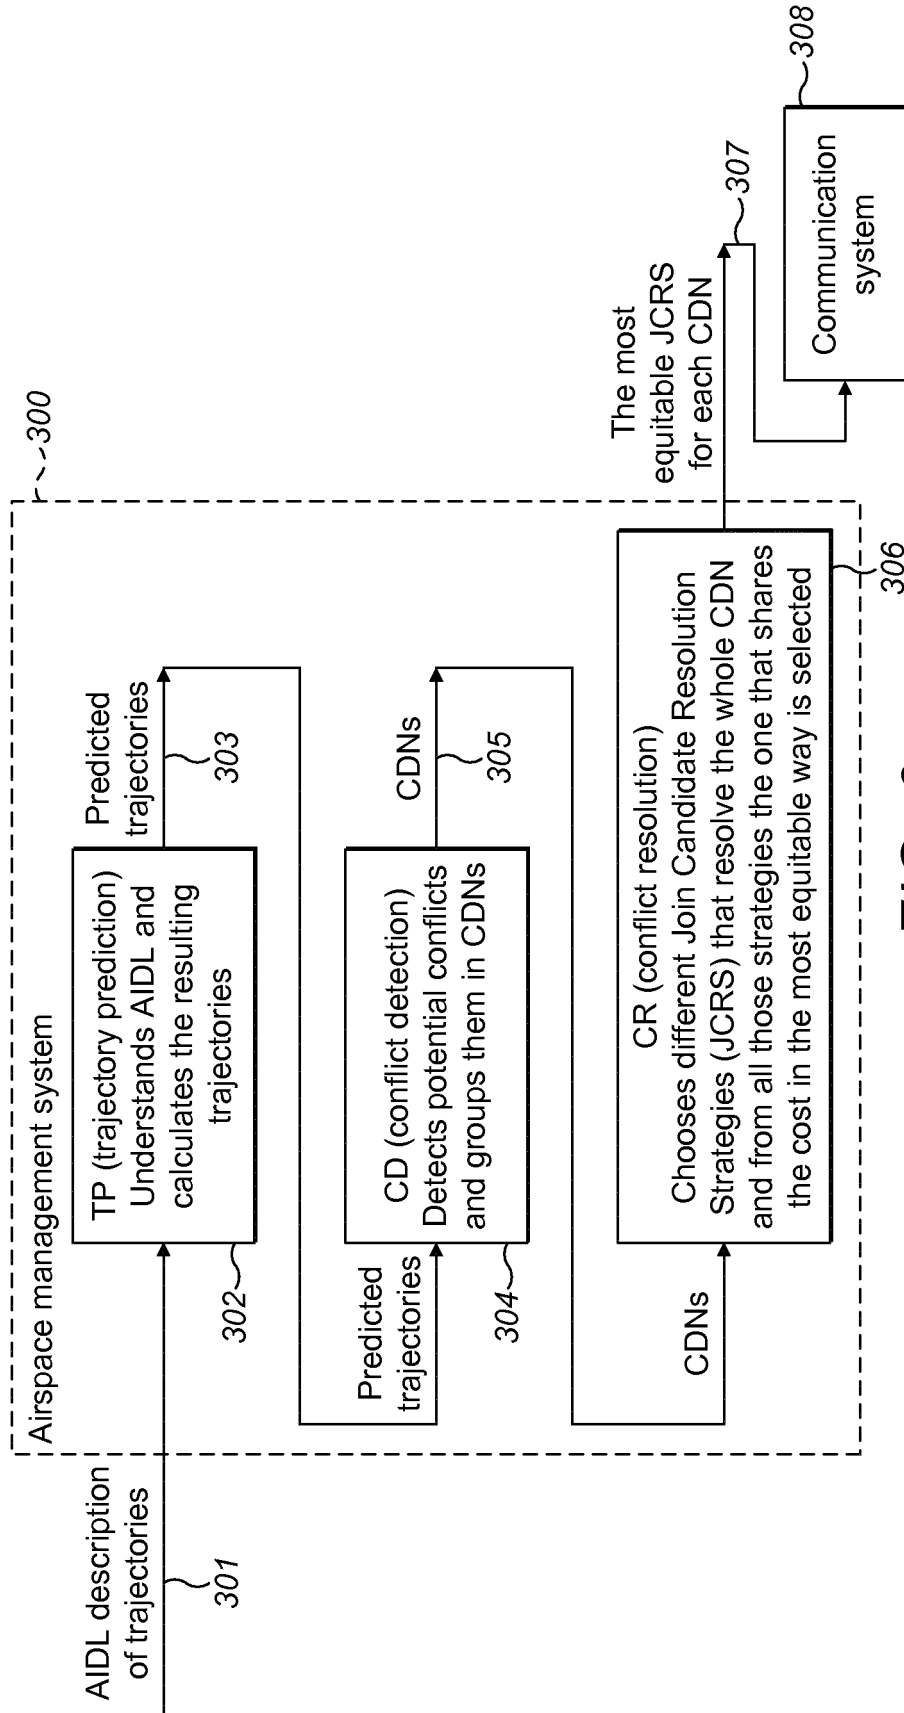 AIDL description
of trajectories
301
Airspace management system
300
TP (trajectory prediction)
Understands AIDL and
calculates the resulting
trajectories
302
Predicted
trajectories
303
Predicted
trajectories
CD (conflict detection)
Detects potential conflicts
and groups them in CDNs
304
CDNs
305
CDNs
CR (conflict resolution)
Chooses different Join Candidate Resolution
Strategies (JCRS) that resolve the whole CDN
and from all those strategies the one that shares
the cost in the most equitable way is selected
306
The most
equitable JCRS
for each CDN
307
Communication
system
308